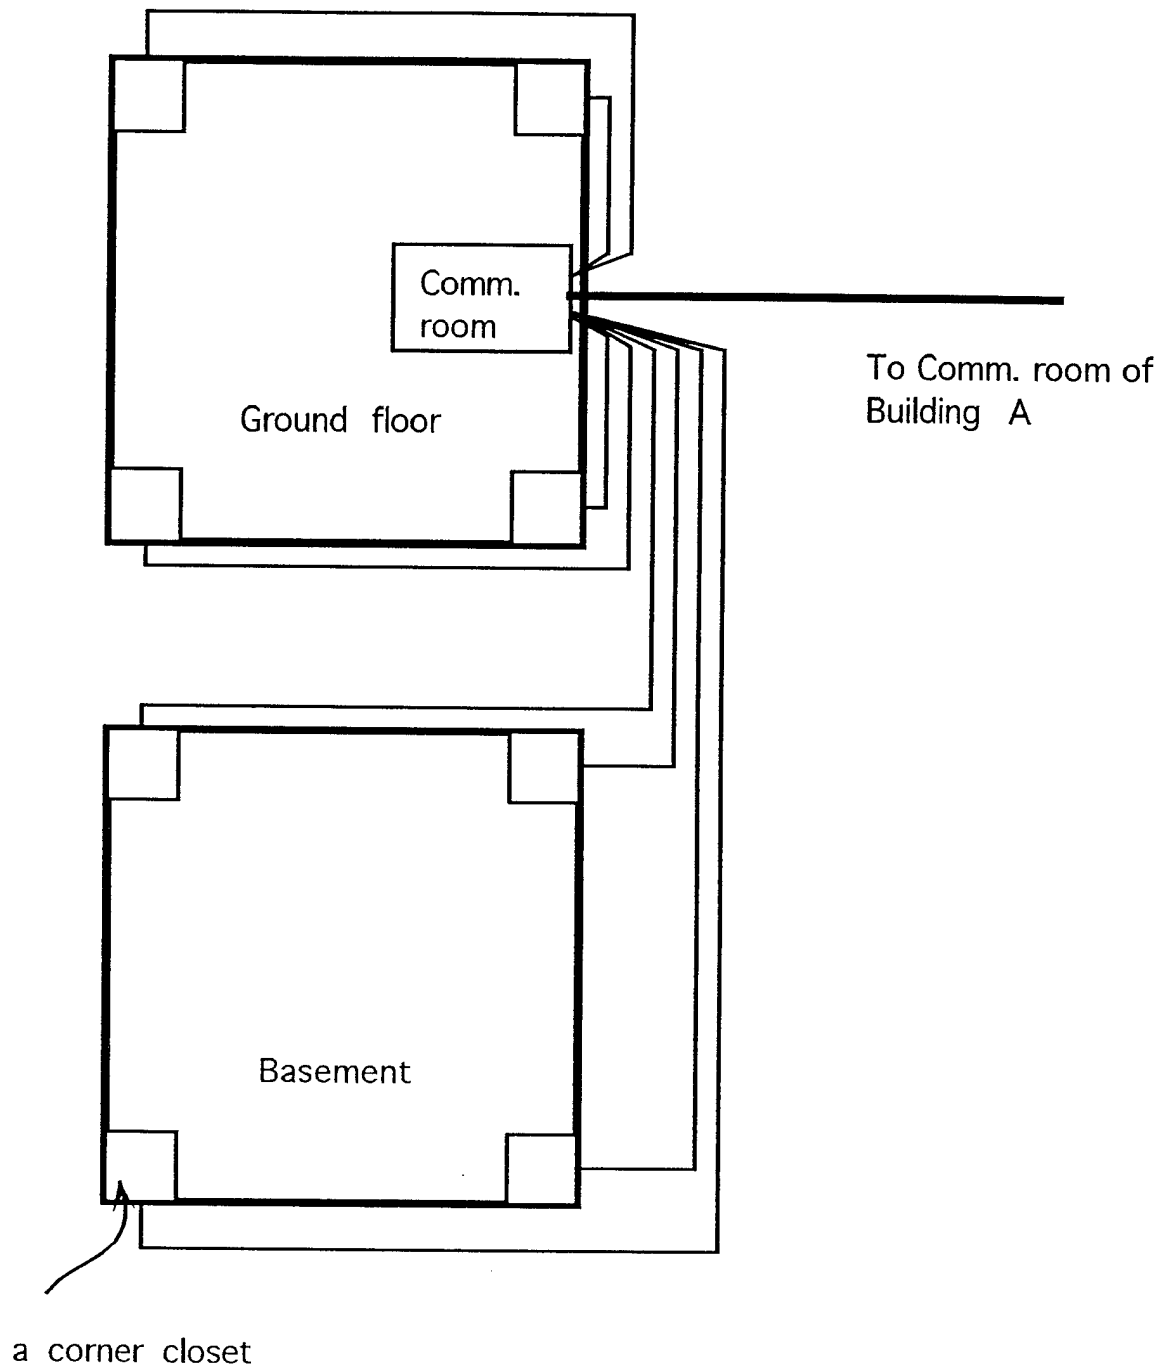 Comm.
room
To Comm. room of
Building A
Ground floor
Basement
a corner closet